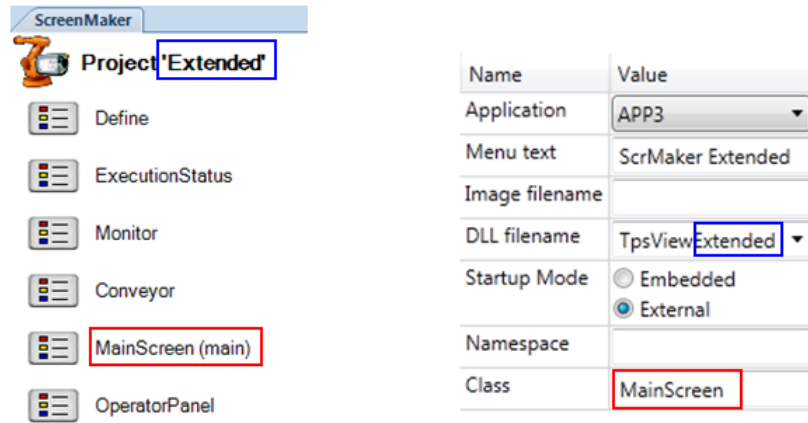 ScreenMaker
Project 'Extended'
Define
ExecutionStatus
Monitor
Conveyor
MainScreen (main)
OperatorPanel
Name Value
Application APP3
Menu text ScrMaker Extended
Image filename
DLL filename TpsViewExtended
Startup Mode Embedded
External
Namespace
Class MainScreen